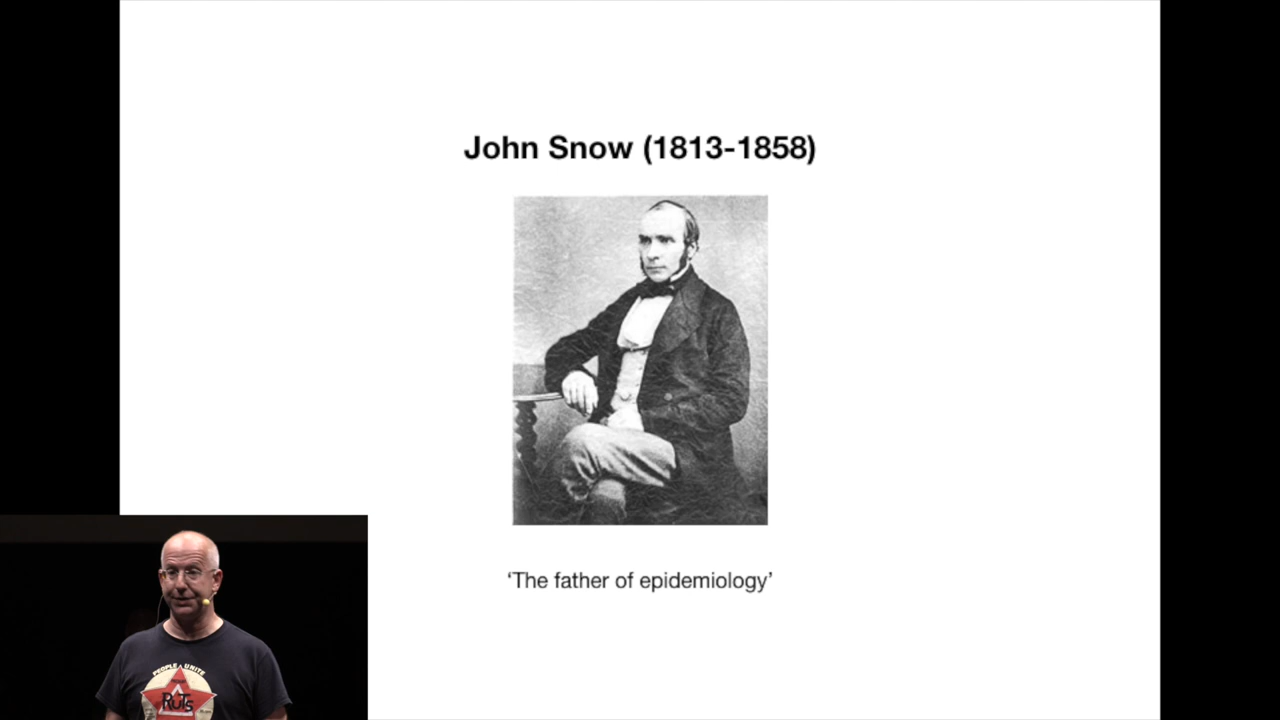 John Snow (1813-1858)
‘The father of epidemiology’
PEOPLE UNITE
RUTS